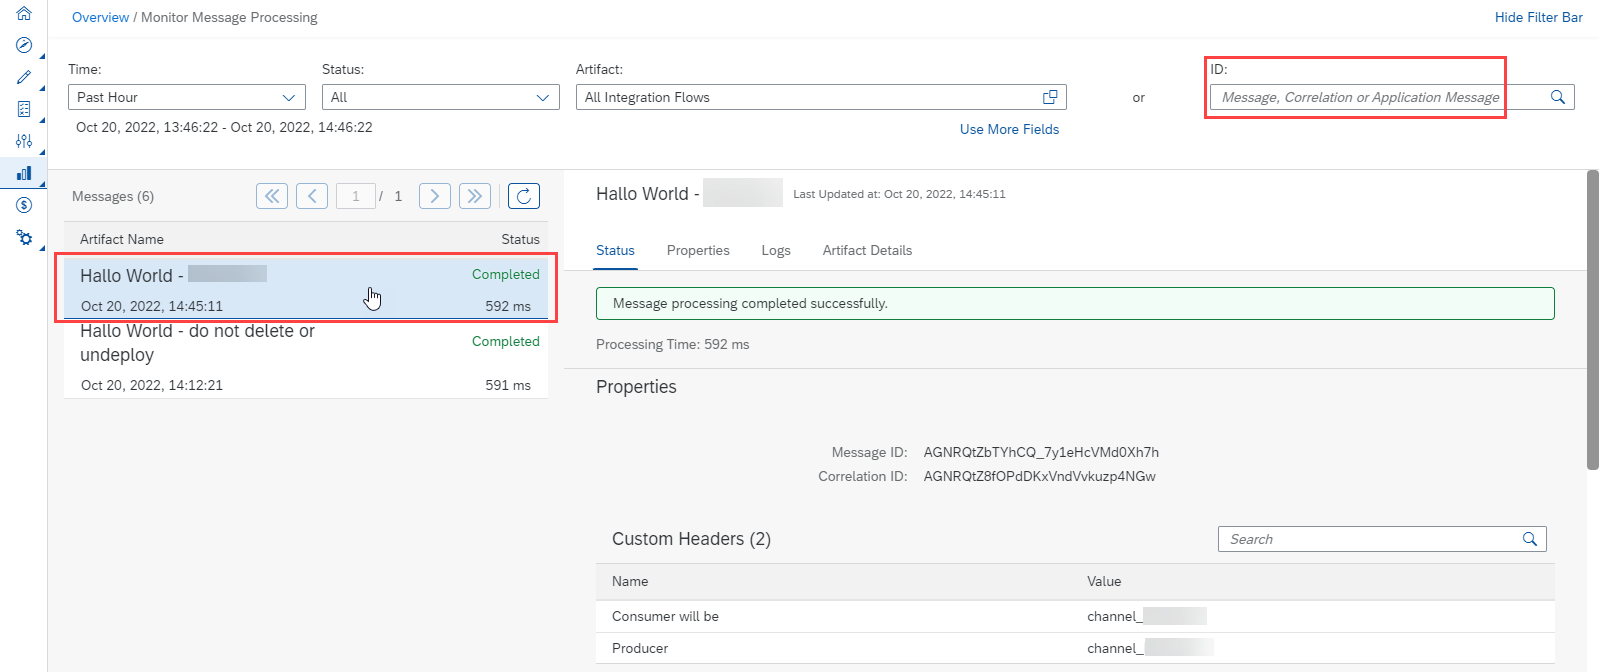 Overview / Monitor Message Processing
Hide Filter Bar
Time:
Status:
Artifact:
ID:
Past Hour
All
All Integration Flows
or
Message, Correlation or Application Message
Oct 20, 2022, 13:46:22 - Oct 20, 2022, 14:46:22
Use More Fields
Messages (6)
1 / 1
Artifact Name
Status
Hallo World -
Completed
Oct 20, 2022, 14:45:11
592 ms
Hallo World - do not delete or
undeploy
Completed
Oct 20, 2022, 14:12:21
591 ms
Hallo World -
Last Updated at: Oct 20, 2022, 14:45:11
Status
Properties
Logs
Artifact Details
Message processing completed successfully.
Processing Time: 592 ms
Properties
Message ID: AGNRQtZbTYhCQ_7y1eHcVMd0Xh7h
Correlation ID: AGNRQtZ8fOPdDKxVndVvkuzp4NGw
Custom Headers (2)
Search
Name
Value
Consumer will be
channel_
Producer
channel_